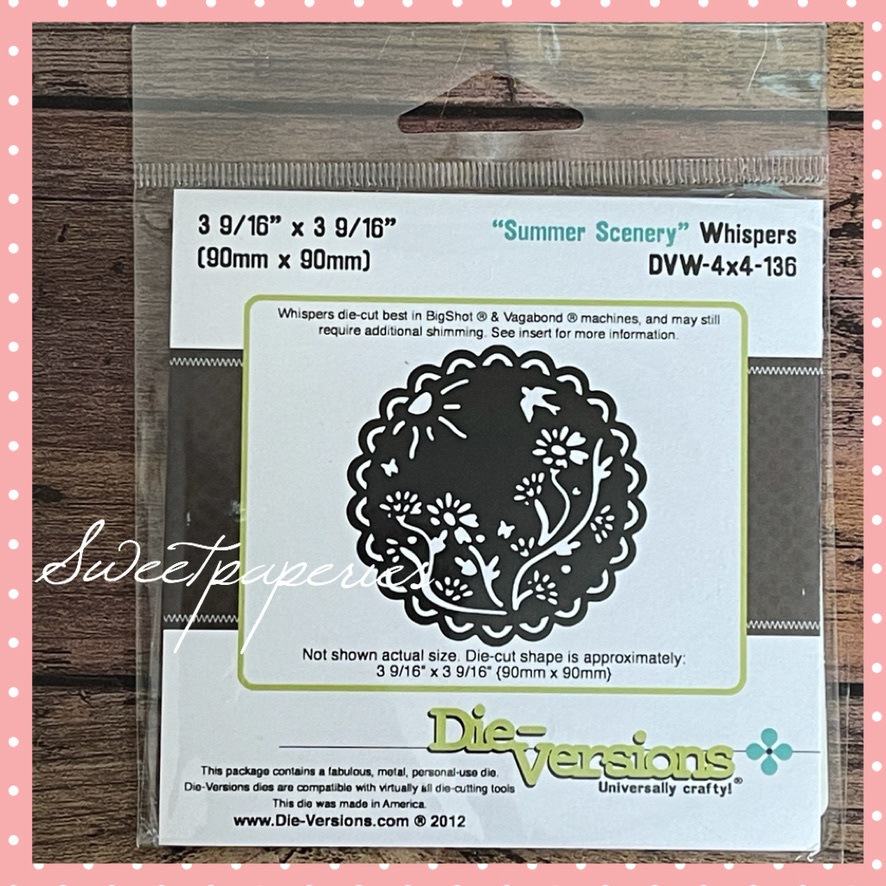 3 9/16" x 3 9/16"
(90mm x 90mm)
“Summer Scenery” Whispers
DVW-4x4-136
Whispers die-cut best in BigShot ® & Vagabond ® machines, and may still
require additional shimming. See insert for more information.
Sweetpaperies
Not shown actual size. Die-cut shape is approximately:
3 9/16" x 3 9/16" {90mm x 90mm}
Die-
Versions®
Universally crafty!
This package contains a fabulous, metal, personal-use die.
Die-Versions dies are compatible with virtually all die-cutting tools
This die was made in America.
www.Die-Versions.com ® 2012